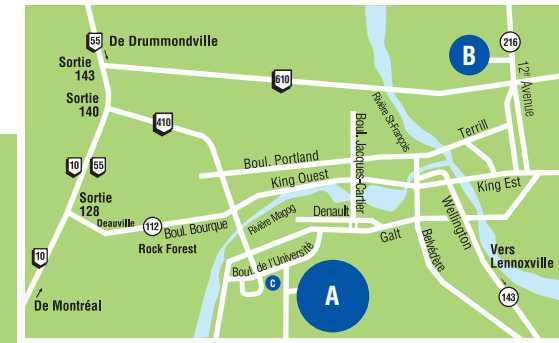 55
De Drummondville
Sortie
143
216
B
12e Avenue
610
Sortie
140
410
Rivière St-François
Boul. Jacques-Cartier
Terrill
Boul. Portland
10
55
King Ouest
King Est
Sortie
128
Deauville
112
Boul. Bourque
Rock Forest
Rivière Magog
Denault
Galt
Belvédère
Wellington
Boul. de l'Université
Vers
Lennoxville
10
C
A
143
De Montréal